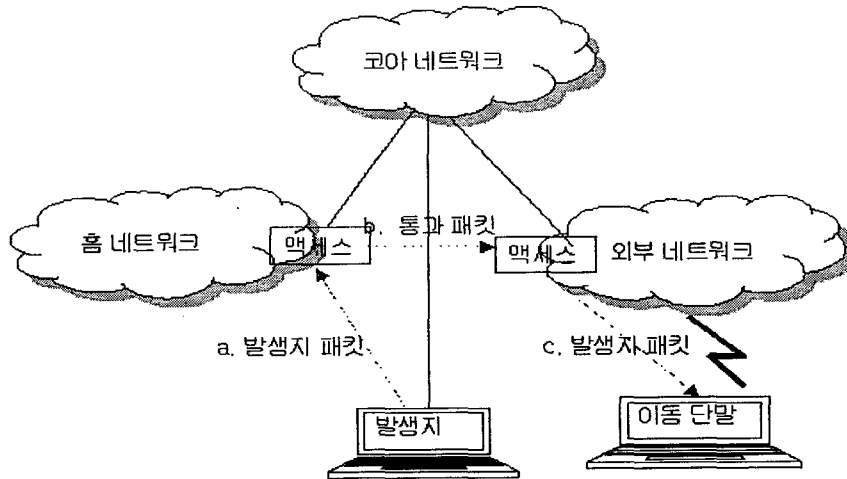 코아 네트워크
홈 네트워크
맥세스
b. 통과 패킷
맥세스
외부 네트워크
a. 발생지 패킷
c. 발생자 패킷
발생지
이동 단말